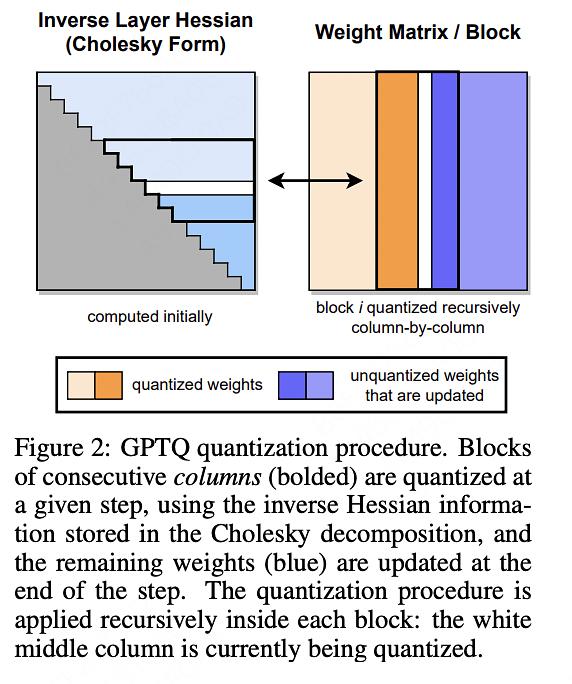 Inverse Layer Hessian
(Cholesky Form)
Weight Matrix / Block
computed initially
block i quantized recursively
column-by-column
quantized weights
unquantized weights
that are updated
Figure 2: GPTQ quantization procedure. Blocks
of consecutive columns (bolded) are quantized at
a given step, using the inverse Hessian informa-
tion stored in the Cholesky decomposition, and
the remaining weights (blue) are updated at the
end of the step. The quantization procedure is
applied recursively inside each block: the white
middle column is currently being quantized.